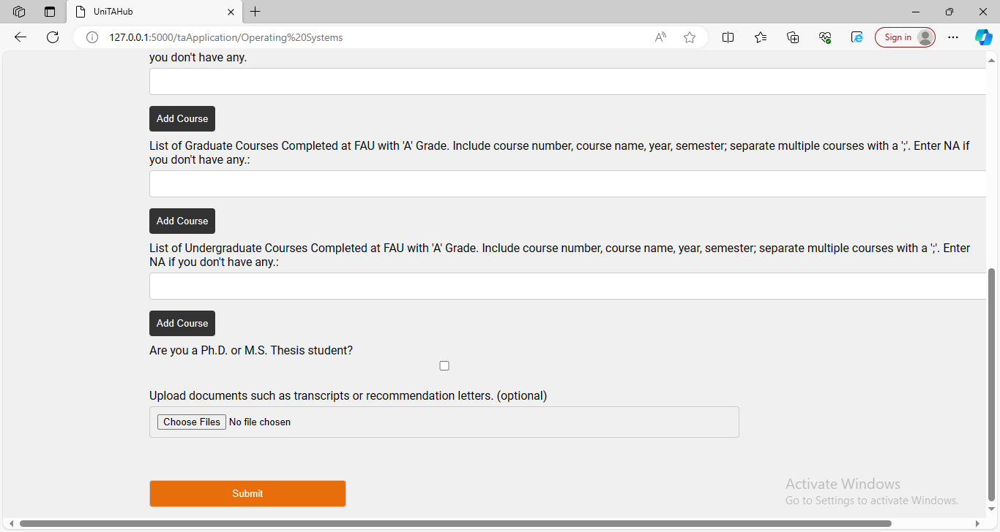 UniTAHub
127.0.0.1:5000/taApplication/Operating%20Systems
Sign in
you don't have any.
Add Course
List of Graduate Courses Completed at FAU with 'A' Grade. Include course number, course name, year, semester; separate multiple courses with a ';'. Enter NA if
you don't have any.:
Add Course
List of Undergraduate Courses Completed at FAU with 'A' Grade. Include course number, course name, year, semester; separate multiple courses with a ';'. Enter
NA if you don't have any.:
Add Course
Are you a Ph.D. or M.S. Thesis student?
Upload documents such as transcripts or recommendation letters. (optional)
Choose Files No file chosen
Submit
Activate Windows
Go to Settings to activate Windows.